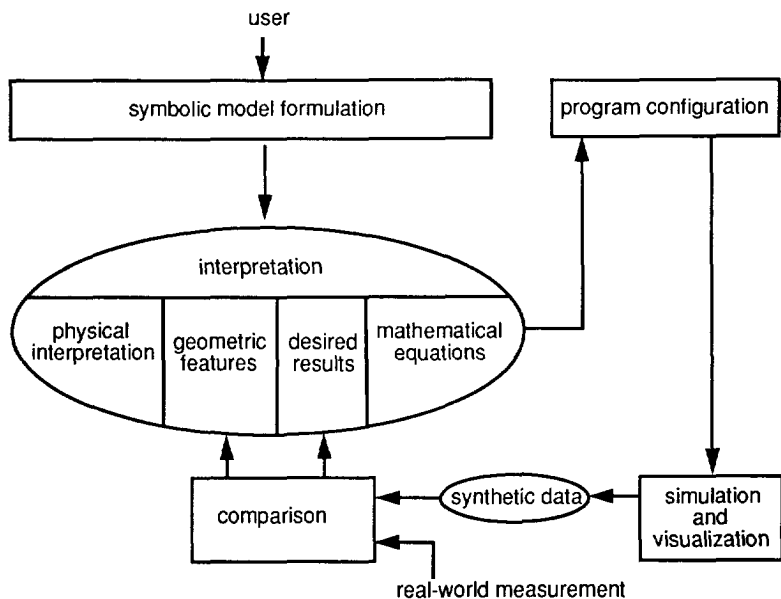 user
symbolic model formulation
program configuration
interpretation
physical
interpretation
geometric
features
desired
results
mathematical
equations
comparison
synthetic data
simulation
and
visualization
real-world measurement